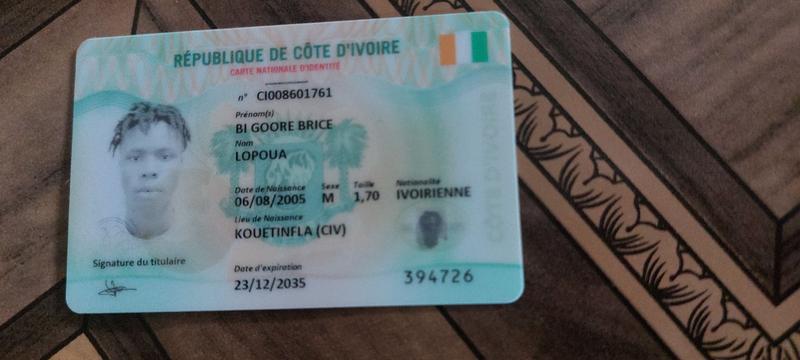 RÉPUBLIQUE DE CÔTE D'IVOIRE
CARTE NATIONALE D'IDENTITÉ
n° CI008601761
Prénom(s)
BI GOORE BRICE
Nom
LOPOUA
Date de Naissance Sexe Taille Nationalité
06/08/2005 M 1,70 IVOIRIENNE
Lieu de Naissance
KOUETINFLA (CIV)
Signature du titulaire
Date d'expiration
23/12/2035
394726
CÔTE D'IVOIRE